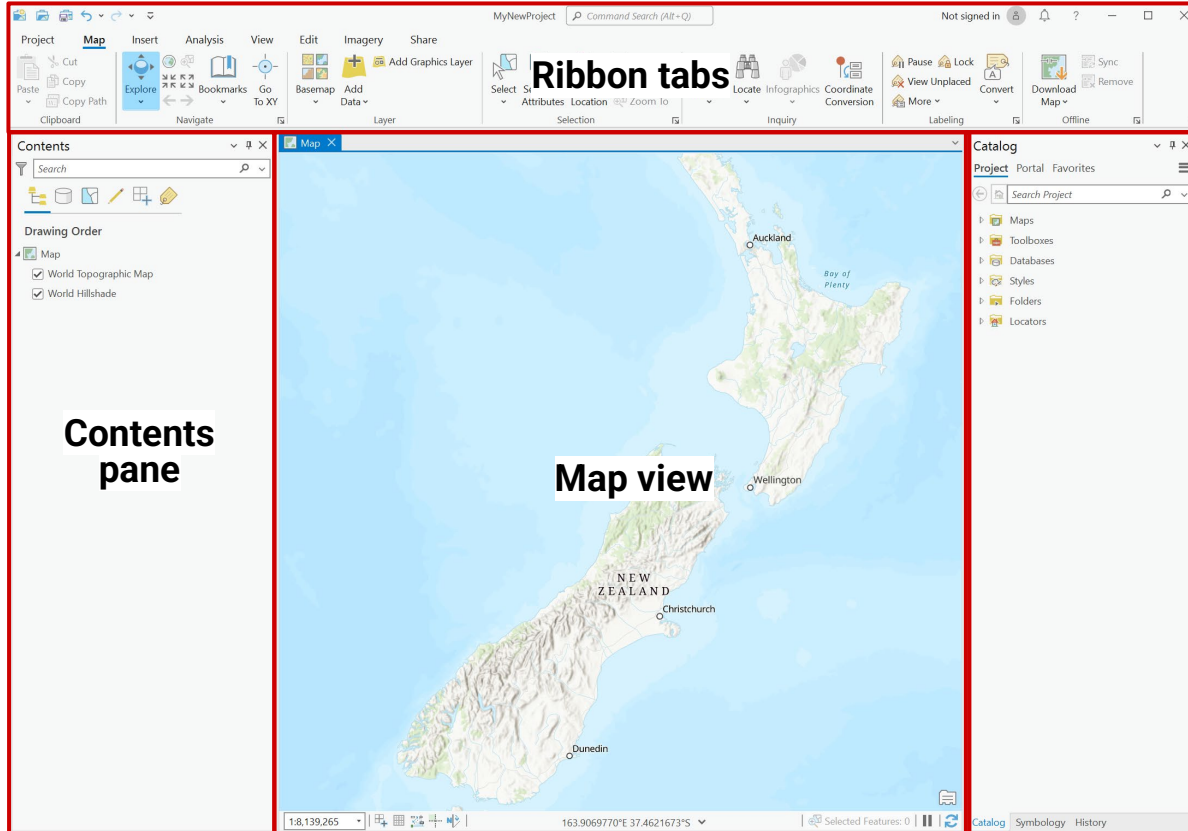 MyNewProject
Command Search (Alt+Q)
Not signed in
?
Project Map Insert Analysis View Edit Imagery Share
Paste
Cut
Copy
Copy Path
Clipboard
Explore
Bookmarks
Go
To XY
Navigate
Basemap
Add
Data
Add Graphics Layer
Layer
Select
Attributes
Location
Zoom To
Selection
Ribbon tabs
Locate
Infographics
Coordinate
Conversion
Inquiry
Pause
Lock
View Unplaced
More
A
Convert
Labeling
Download
Map
Sync
Remove
Offline
Contents
Search
Drawing Order
Map
World Topographic Map
World Hillshade
Contents
pane
Map
Auckland
Bay of
Plenty
Map view
Wellington
NEW
ZEALAND
Christchurch
Dunedin
1:8,139,265
163.9069770°E 37.4621673°S
Selected Features: 0
Catalog
Project Portal Favorites
Search Project
Maps
Toolboxes
Databases
Styles
Folders
Locators
Catalog Symbology History